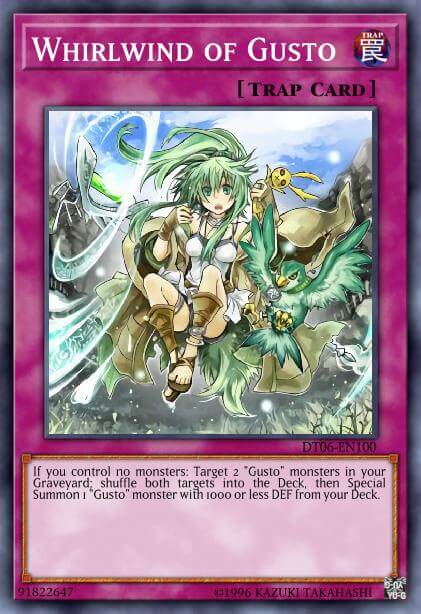 Whirlwind of Gusto
TRAP
罠
[Trap Card]
DT06-EN100
If you control no monsters: Target 2 "Gusto" monsters in your
Graveyard; shuffle both targets into the Deck, then Special
Summon 1 "Gusto" monster with 1000 or less DEF from your Deck.
91822647
©1996 KAZUKI TAKAHASHI